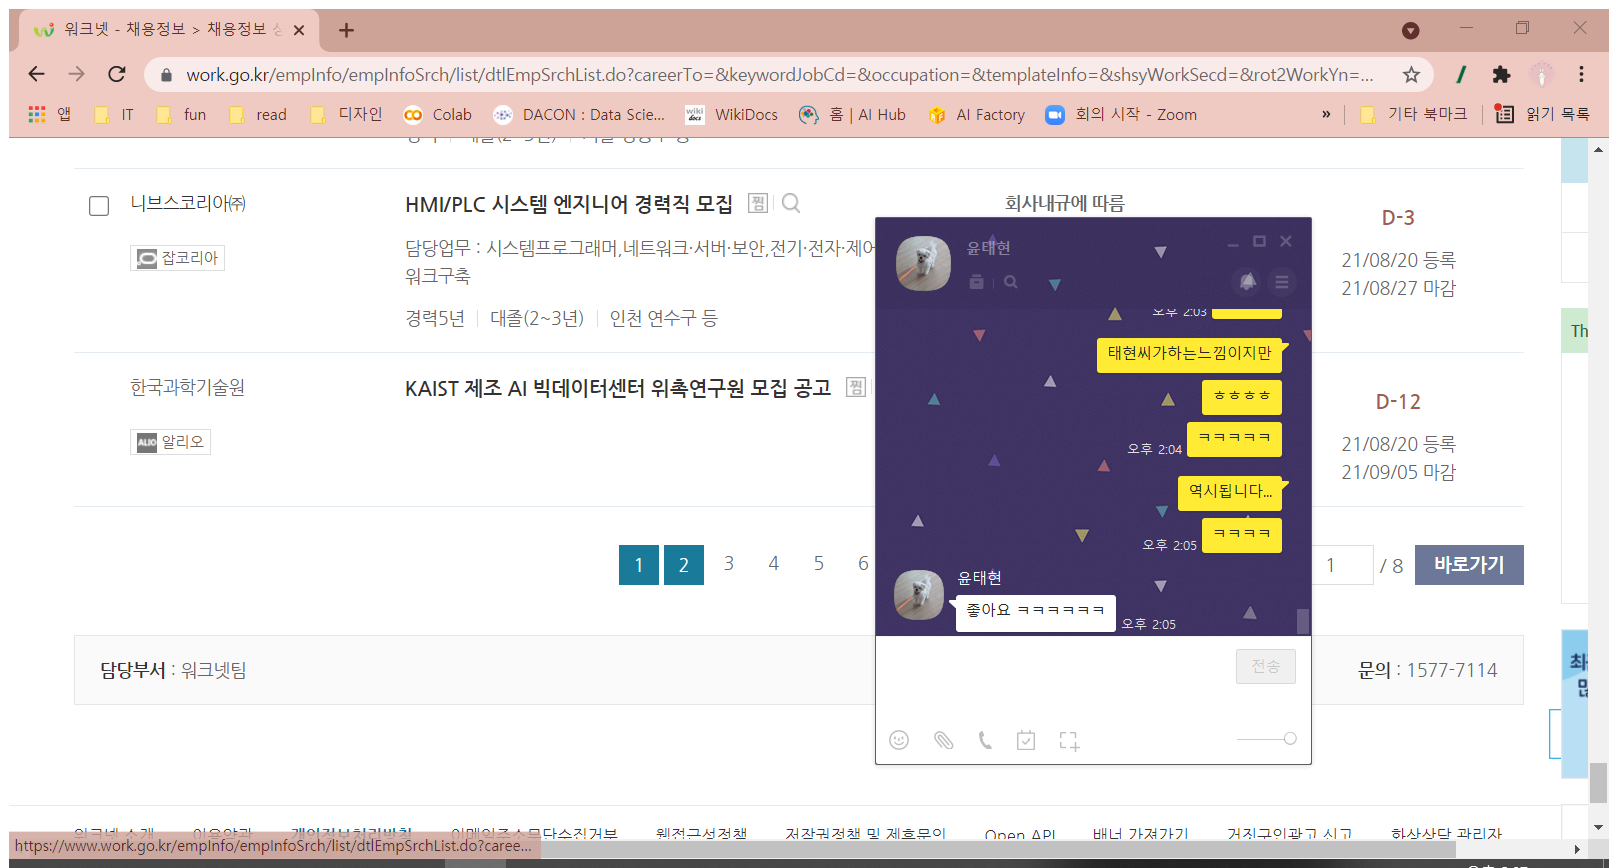 워크넷 - 채용정보 > 채용정보
work.go.kr/empInfo/empInfoSrch/list/dtlEmpSrchList.do?careerTo=&keywordJobCd=&occupation=&templateInfo=&shsyWorkSecd=&rot2WorkYn=...
앱 IT fun read 디자인 Colab DACON : Data Scie... WikiDocs 홈 | AI Hub AI Factory 회의 시작 - Zoom » 기타 북마크 읽기 목록
니브스코리아㈜ HMI/PLC 시스템 엔지니어 경력직 모집 찜 회사내규에 따름
D-3
잡코리아
담당업무 : 시스템프로그래머,네트워크·서버·보안,전기·전자·제어
워크구축
21/08/20 등록
21/08/27 마감
경력5년 대졸(2~3년) 인천 연수구 등
한국과학기술원 KAIST 제조 AI 빅데이터센터 위촉연구원 모집 공고 찜
D-12
ALIO 알리오
21/08/20 등록
21/09/05 마감
1 2 3 4 5 6
1 / 8 바로가기
담당부서 : 워크넷팀
문의 : 1577-7114
윤태현
오후 2:03
태현씨가하는느낌이지만
ㅎㅎㅎㅎ
오후 2:04 ㅋㅋㅋㅋㅋ
역시됩니다...
오후 2:05 ㅋㅋㅋㅋ
윤태현
좋아요 ㅋㅋㅋㅋㅋㅋ 오후 2:05
전송
Th
최
많
워크넷 소개 이용약관 개인정보처리방침 이메일주소무단수집거부 웹접근성정책 저작권정책 및 제휴문의 Open API 배너 가져가기 거짓구인광고 신고 화상상담 관리자
https://www.work.go.kr/empInfo/empInfoSrch/list/dtlEmpSrchList.do?caree...